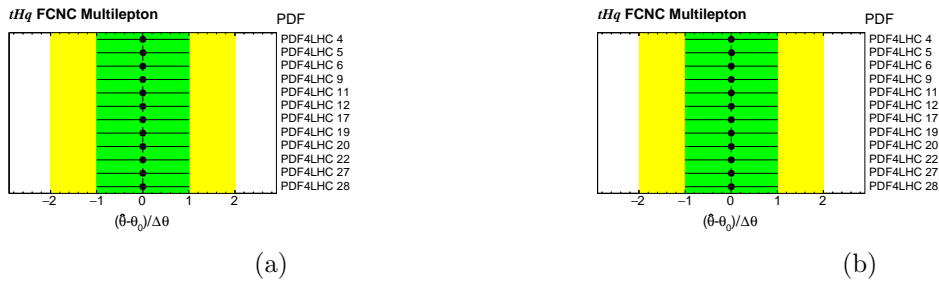 tHq FCNC Multilepton PDF
PDF4LHC 4
PDF4LHC 5
PDF4LHC 6
PDF4LHC 9
PDF4LHC 11
PDF4LHC 12
PDF4LHC 17
PDF4LHC 19
PDF4LHC 20
PDF4LHC 22
PDF4LHC 27
PDF4LHC 28
−2 −1 0 1 2
(θ̂-θ₀)/Δθ
(a)
tHq FCNC Multilepton PDF
PDF4LHC 4
PDF4LHC 5
PDF4LHC 6
PDF4LHC 9
PDF4LHC 11
PDF4LHC 12
PDF4LHC 17
PDF4LHC 19
PDF4LHC 20
PDF4LHC 22
PDF4LHC 27
PDF4LHC 28
−2 −1 0 1 2
(θ̂-θ₀)/Δθ
(b)